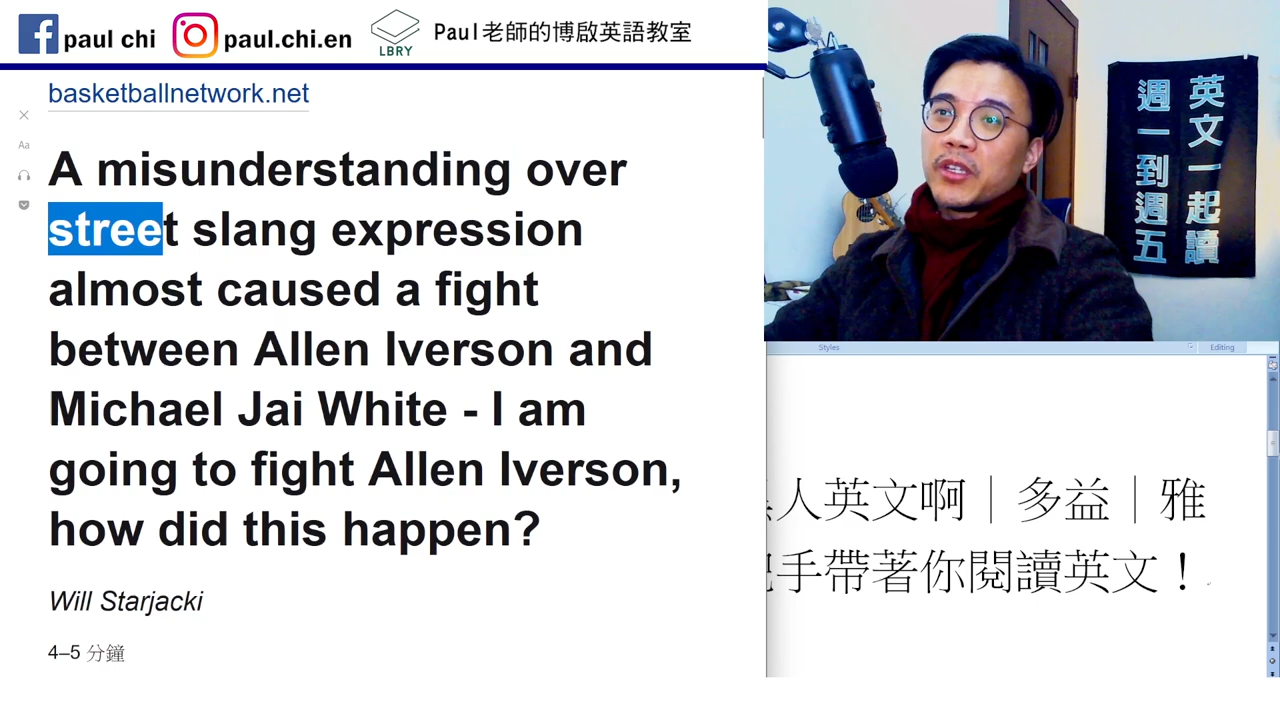 paul chi
paul.chi.en
LBRY
Paul老師的博啟英語教室
basketballnetwork.net
Aa
A misunderstanding over
street slang expression
almost caused a fight
between Allen Iverson and
Michael Jai White - I am
going to fight Allen Iverson,
how did this happen?
Will Starjacki
4–5 分鐘
英文一起讀
週一到週五
Styles
Editing
人英文啊｜多益｜雅
手帶著你閱讀英文！